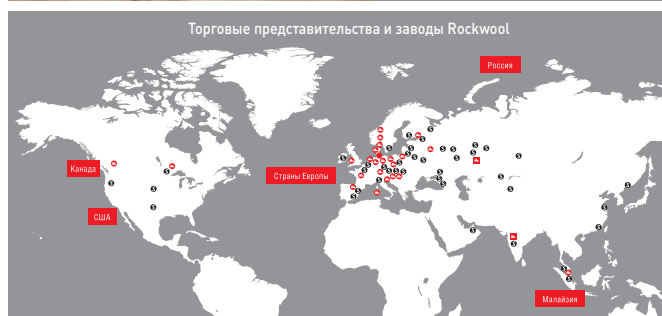 Торговые представительства и заводы Rockwool
Россия
Канада
Страны Европы
США
Малайзия